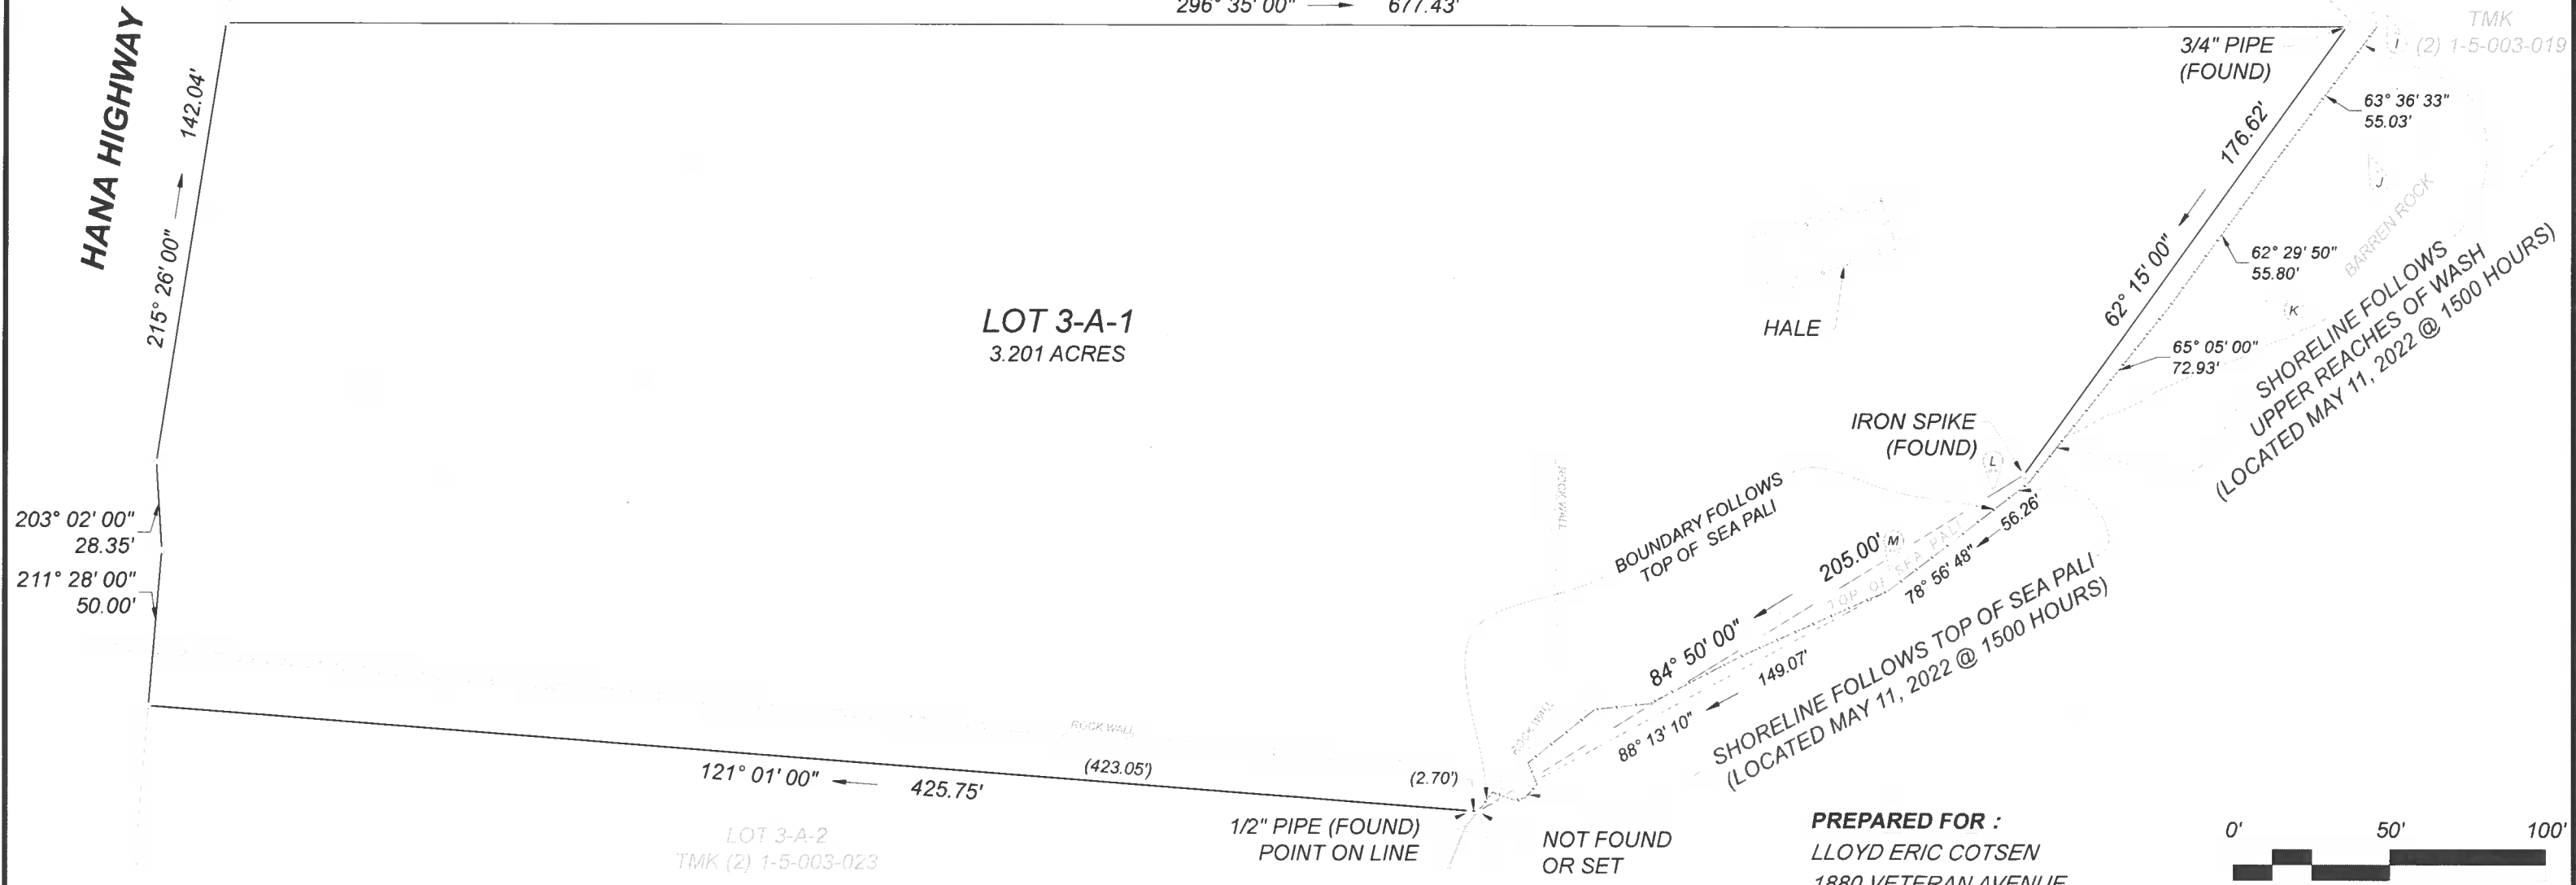 296° 35' 00" 677.43'
HANA HIGHWAY
215° 26' 00" 142.04'
203° 02' 00"
28.35'
211° 28' 00"
50.00'
LOT 3-A-1
3.201 ACRES
HALE
3/4" PIPE
(FOUND)
TMK
(2) 1-5-003-019
I
63° 36' 33"
55.03'
62° 15' 00" 176.62'
J
BARREN ROCK
62° 29' 50"
55.80'
K
65° 05' 00"
72.93'
SHORELINE FOLLOWS
UPPER REACHES OF WASH
(LOCATED MAY 11, 2022 @ 1500 HOURS)
IRON SPIKE
(FOUND)
L
ROCK WALL
BOUNDARY FOLLOWS
TOP OF SEA PALI
M
84° 50' 00" 205.00'
TOP OF SEA PALI
78° 56' 48" 56.26'
88° 13' 10" 149.07'
SHORELINE FOLLOWS TOP OF SEA PALI
(LOCATED MAY 11, 2022 @ 1500 HOURS)
ROCK WALL
ROCK WALL
121° 01' 00" 425.75'
(423.05')
(2.70')
LOT 3-A-2
TMK (2) 1-5-003-023
1/2" PIPE (FOUND)
POINT ON LINE
NOT FOUND
OR SET
PREPARED FOR :
LLOYD ERIC COTSEN
1880 VETERAN AVENUE
0' 50' 100'